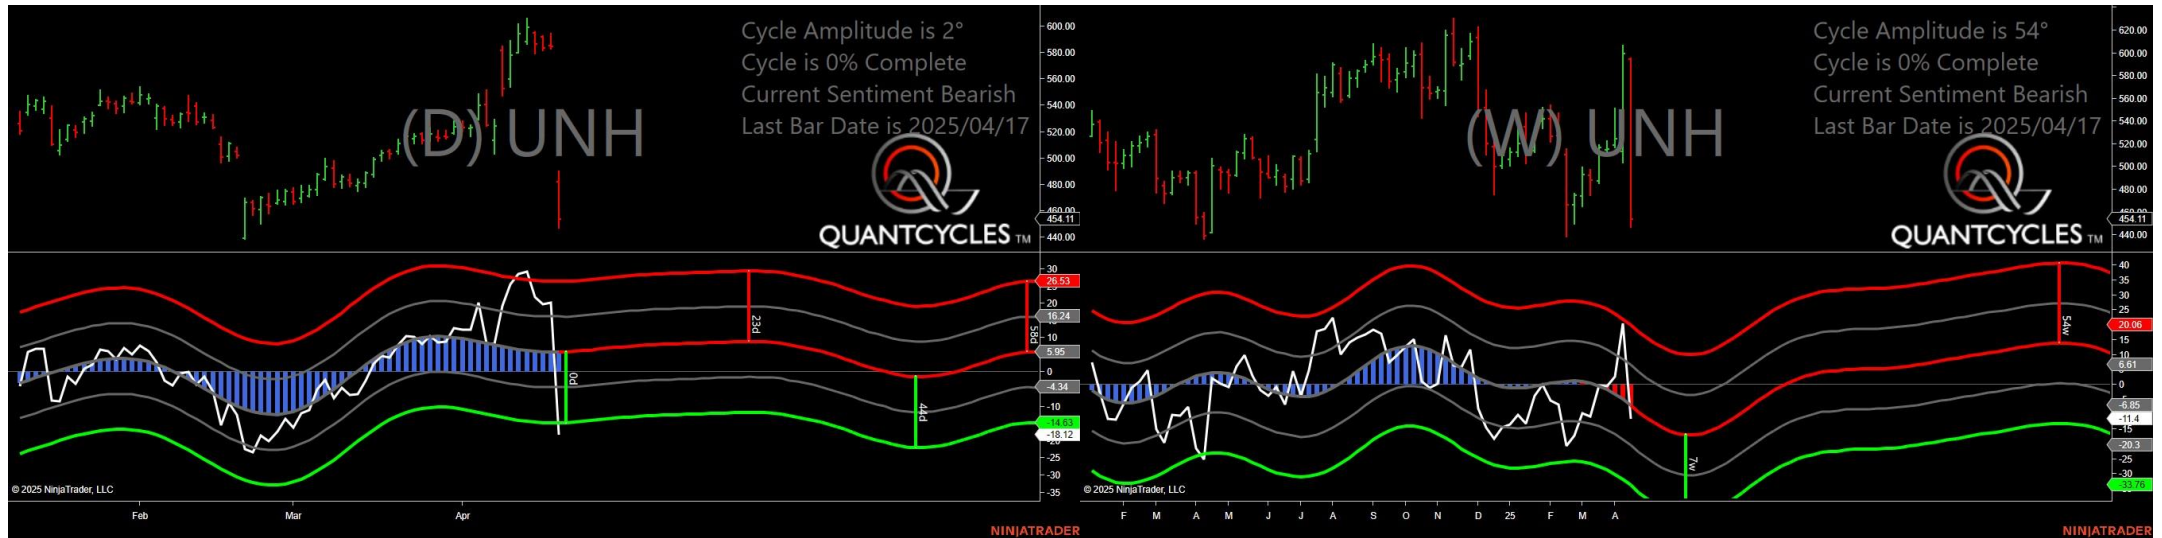 Cycle Amplitude is 2°
Cycle is 0% Complete
Current Sentiment Bearish
Last Bar Date is 2025/04/17
(D) UNH
QUANTCYCLES TM
600.00
580.00
560.00
540.00
520.00
500.00
480.00
454.11
440.00
30
26.53
20
16.24
10
5.95
0
-4.34
-10
-14.63
-18.12
-25
-30
-35
0d
23d
44d
58d
© 2025 NinjaTrader, LLC
Feb
Mar
Apr
NINJATRADER
Cycle Amplitude is 54°
Cycle is 0% Complete
Current Sentiment Bearish
Last Bar Date is 2025/04/17
(W) UNH
QUANTCYCLES TM
620.00
600.00
580.00
560.00
540.00
520.00
500.00
480.00
454.11
440.00
40
35
30
25
20.06
15
10
6.61
0
-6.85
-11.4
-15
-20.3
-25
-30
-33.76
7w
54w
© 2025 NinjaTrader, LLC
F M A M J J A S O N D 25 F M A
NINJATRADER